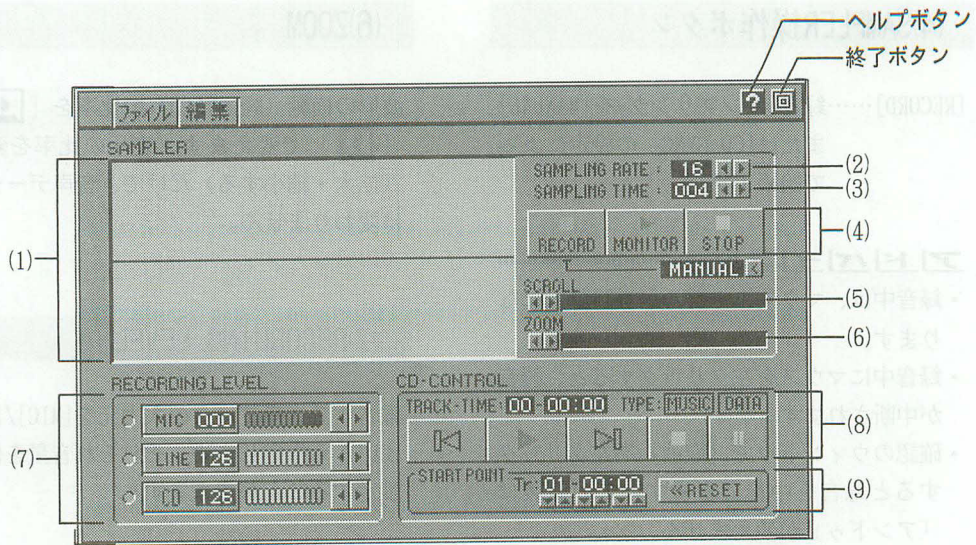 ヘルプボタン
終了ボタン
ファイル 編集
SAMPLER
SAMPLING RATE : 16
SAMPLING TIME : 004
RECORD MONITOR STOP
MANUAL
SCROLL
ZOOM
(1)
(2)
(3)
(4)
(5)
(6)
RECORDING LEVEL
MIC 000
LINE 126
CD 126
(7)
CD-CONTROL
TRACK-TIME: 00-00:00 TYPE: MUSIC DATA
START POINT Tr:01-00:00 «RESET
(8)
(9)